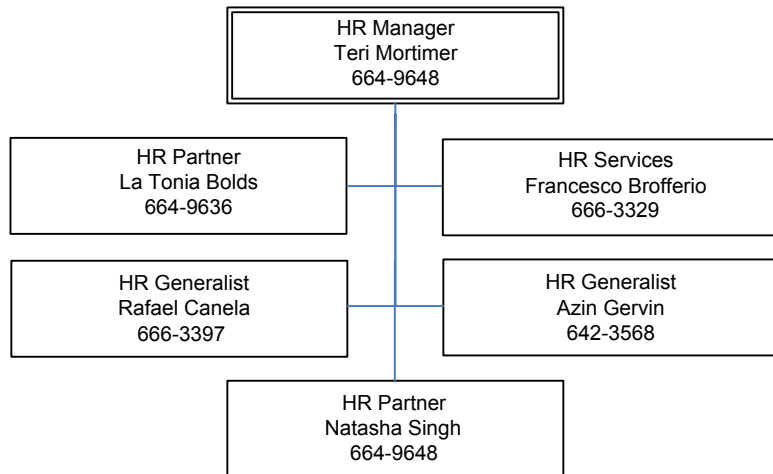 HR Manager
Teri Mortimer
664-9648
HR Partner
La Tonia Bolds
664-9636
HR Services
Francesco Brofferio
666-3329
HR Generalist
Rafael Canela
666-3397
HR Generalist
Azin Gervin
642-3568
HR Partner
Natasha Singh
664-9648